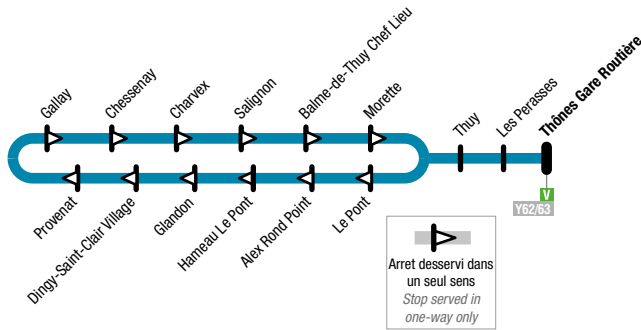 Gallay
Chessenay
Charvex
Salignon
Balme-de-Thuy Chef Lieu
Morette
Thuy
Les Perasses
Thônes Gare Routière
Provenat
Dingy-Saint-Clair Village
Glandon
Hameau Le Pont
Alex Rond Point
Le Pont
V
Y62/63
Arret desservi dans
un seul sens
Stop served in
one-way only